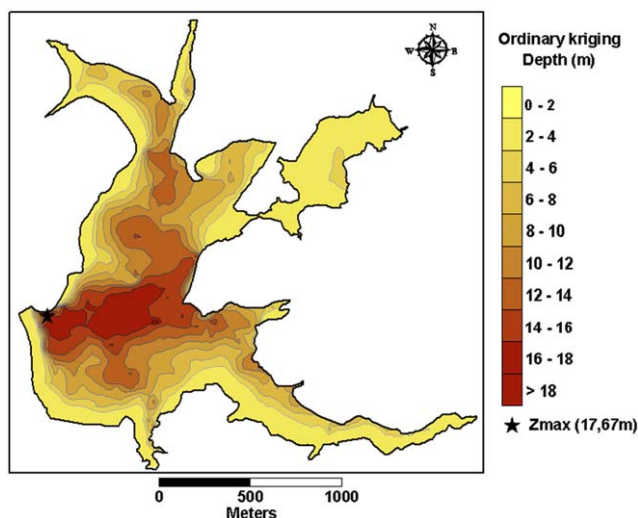 N
W
E
S
Ordinary kriging
Depth (m)
0 - 2
2 - 4
4 - 6
6 - 8
8 - 10
10 - 12
12 - 14
14 - 16
16 - 18
> 18
Zmax (17,67m)
0 500 1000
Meters